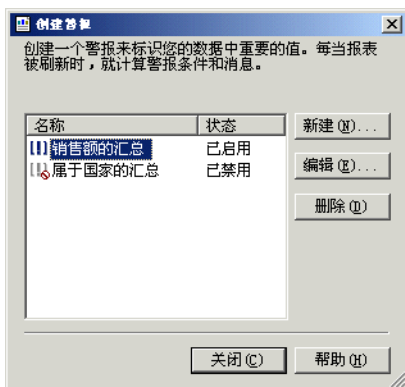 创建警报
创建一个警报来标识您的数据中重要的值。每当报表
被刷新时，就计算警报条件和消息。
名称 状态
销售额的汇总 已启用
属于国家的汇总 已禁用
新建(N)...
编辑(E)...
删除(D)
关闭(C) 帮助(H)